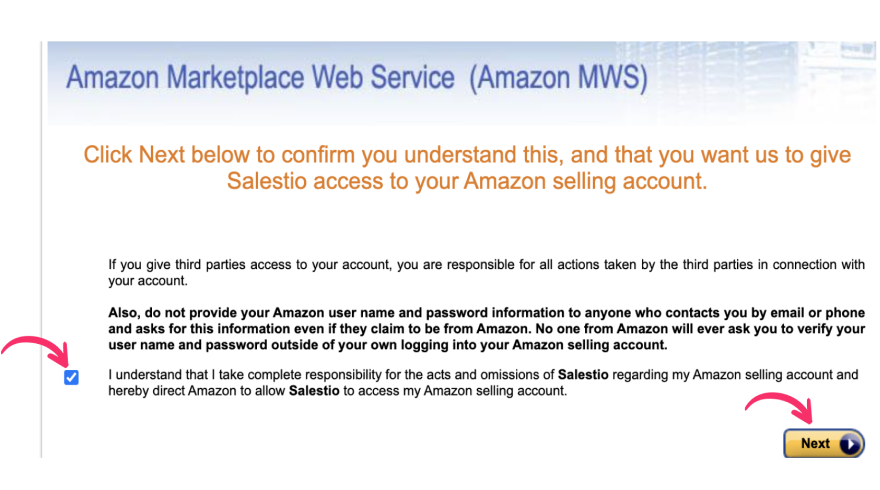 Amazon Marketplace Web Service (Amazon MWS)
Click Next below to confirm you understand this, and that you want us to give
Salestio access to your Amazon selling account.
If you give third parties access to your account, you are responsible for all actions taken by the third parties in connection with
your account.
Also, do not provide your Amazon user name and password information to anyone who contacts you by email or phone
and asks for this information even if they claim to be from Amazon. No one from Amazon will ever ask you to verify your
user name and password outside of your own logging into your Amazon selling account.
I understand that I take complete responsibility for the acts and omissions of Salestio regarding my Amazon selling account and
hereby direct Amazon to allow Salestio to access my Amazon selling account.
Next